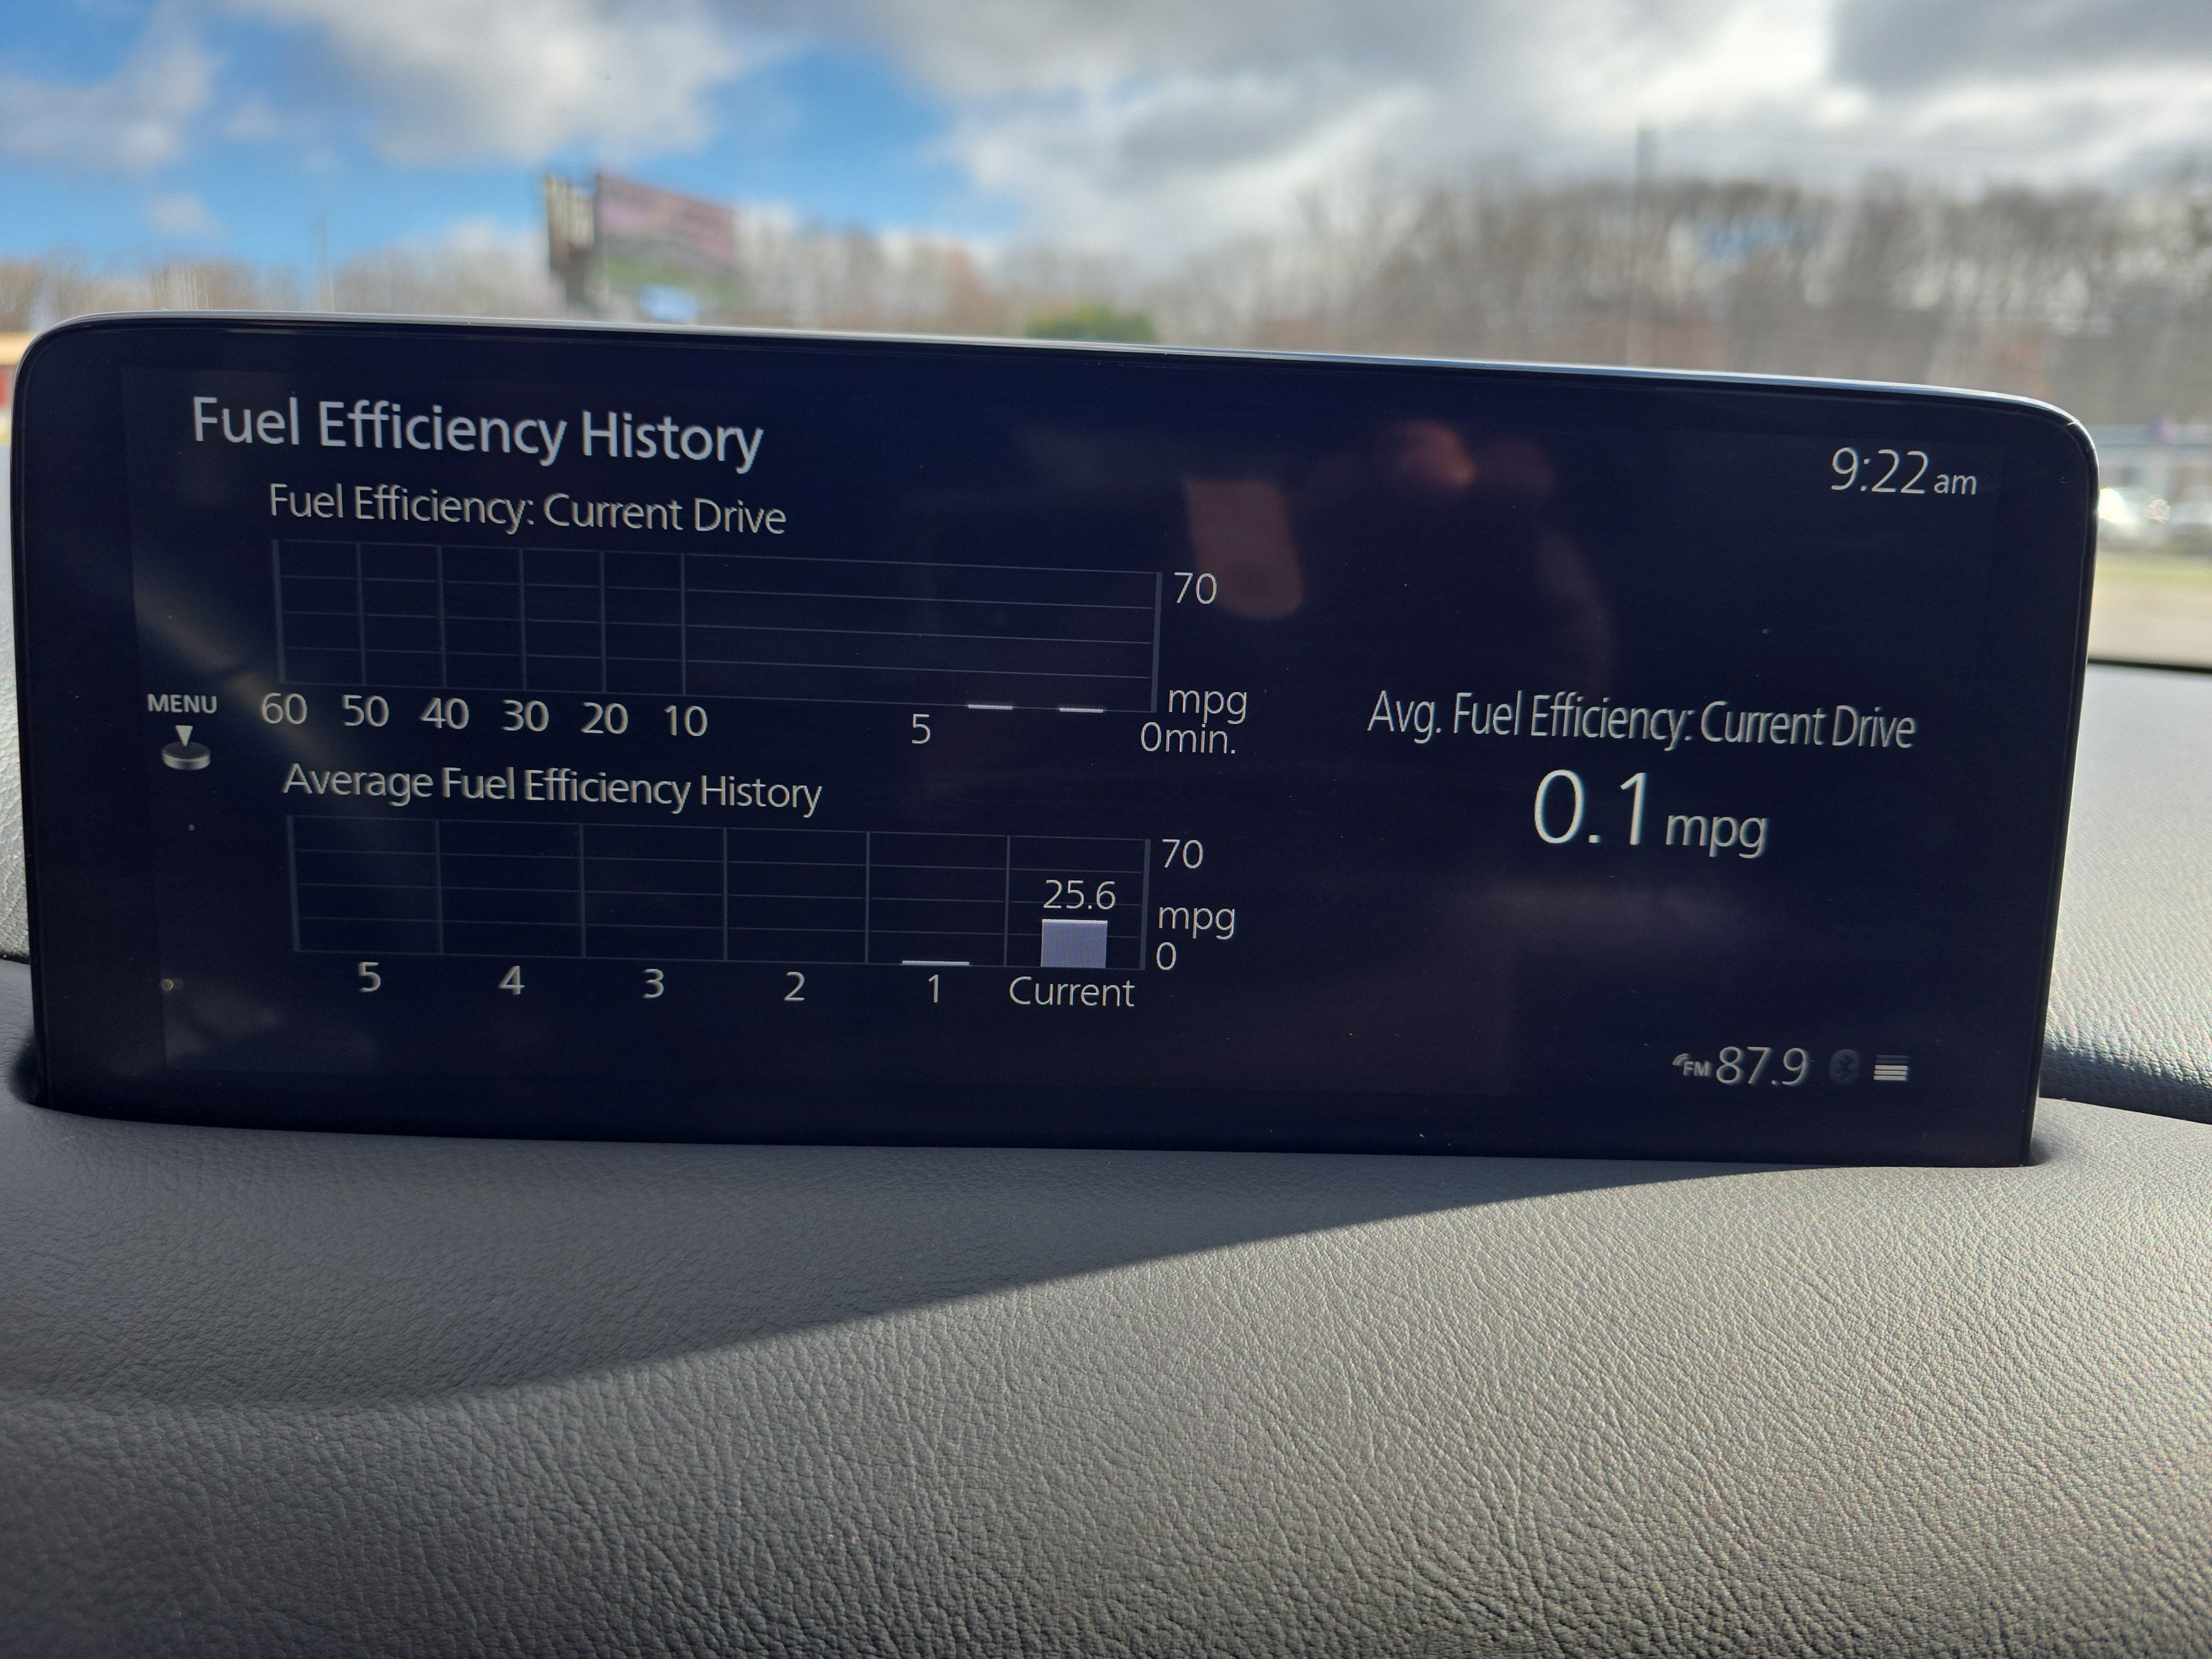 Fuel Efficiency History
9:22 am
Fuel Efficiency: Current Drive
70
mpg
60 50 40 30 20 10 5 0min.
MENU
Avg. Fuel Efficiency: Current Drive
0.1 mpg
Average Fuel Efficiency History
70
25.6
mpg
0
5 4 3 2 1 Current
FM 87.9